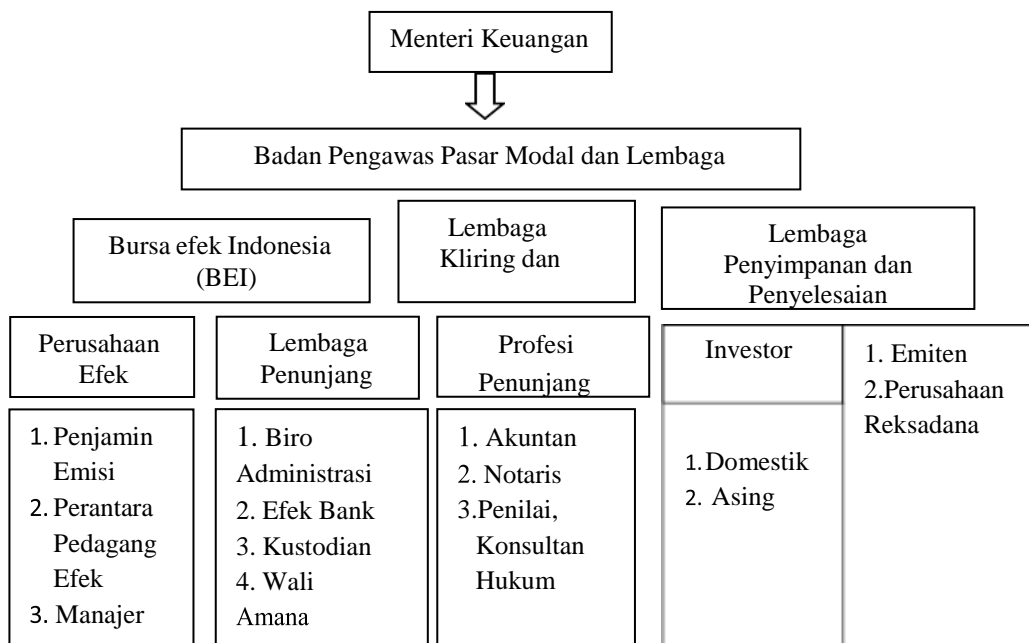 Menteri Keuangan
Badan Pengawas Pasar Modal dan Lembaga
Bursa efek Indonesia
(BEI)
Lembaga
Kliring dan
Lembaga
Penyimpanan dan
Penyelesaian
Perusahaan
Efek
Lembaga
Penunjang
Profesi
Penunjang
Investor
1. Emiten
2.Perusahaan
Reksadana
1. Penjamin
Emisi
2. Perantara
Pedagang
Efek
3. Manajer
1. Biro
Administrasi
2. Efek Bank
3. Kustodian
4. Wali
Amana
1. Akuntan
2. Notaris
3.Penilai,
Konsultan
Hukum
1. Domestik
2. Asing